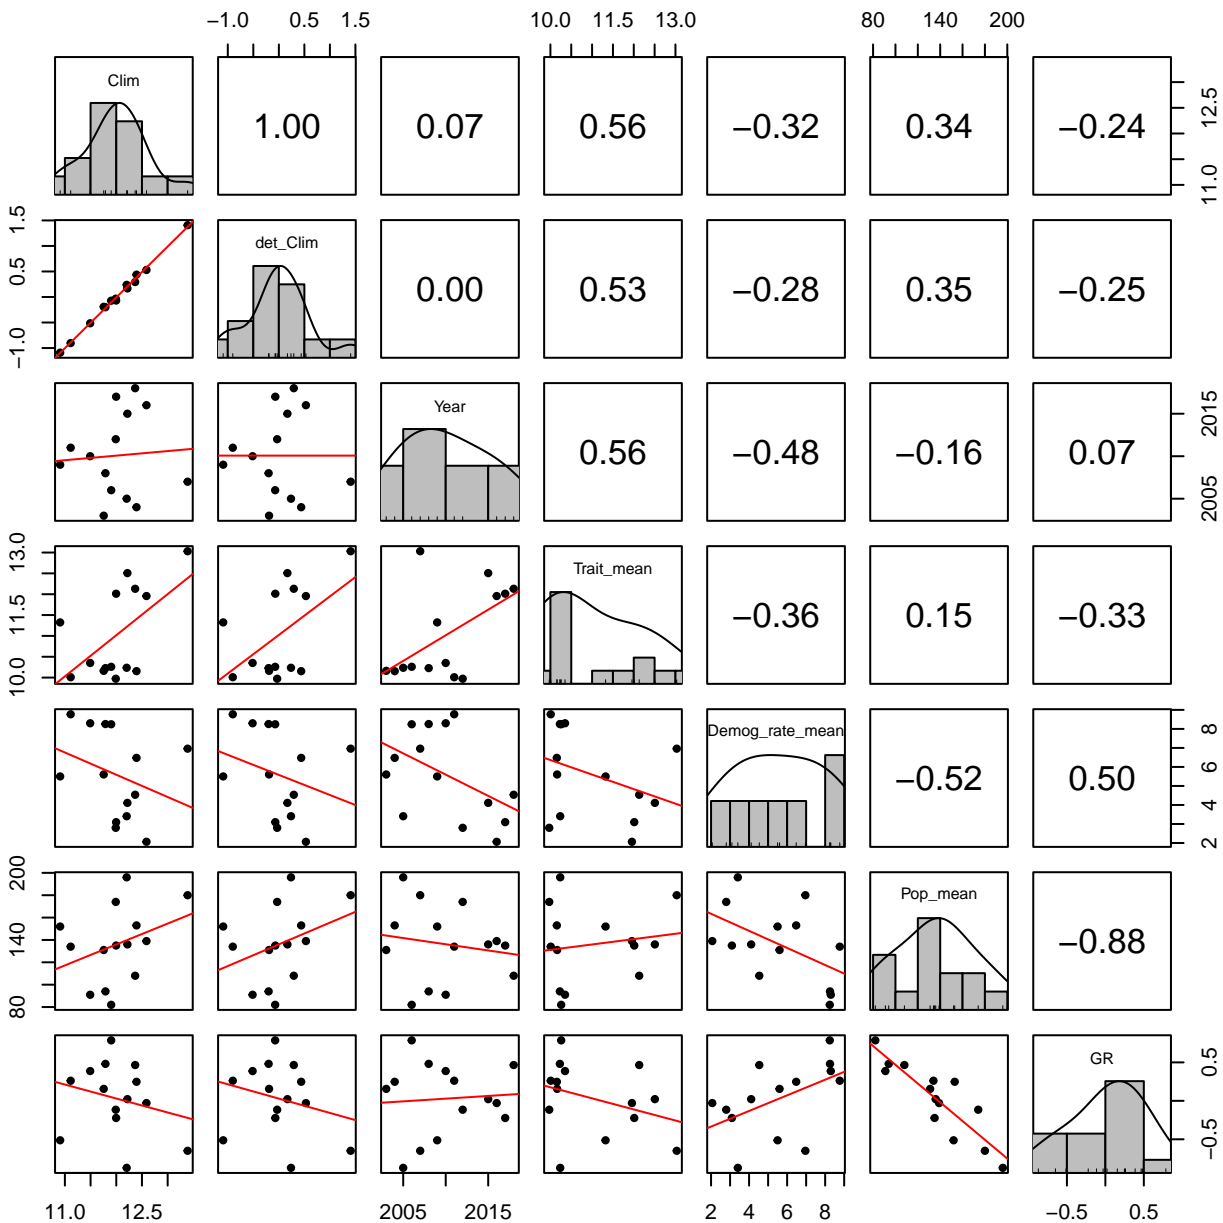 −1.0 0.5 1.5 10.0 11.5 13.0 80 140 200
Clim
1.00 0.07 0.56 −0.32 0.34 −0.24
11.0 12.5
−1.0 0.5 1.5
det_Clim
0.00 0.53 −0.28 0.35 −0.25
Year
0.56 −0.48 −0.16 0.07
2005 2015
10.0 11.5 13.0
Trait_mean
−0.36 0.15 −0.33
Demog_rate_mean
−0.52 0.50
2 4 6 8
80 140 200
Pop_mean
−0.88
GR
−0.5 0.5
11.0 12.5 2005 2015 2 4 6 8 −0.5 0.5